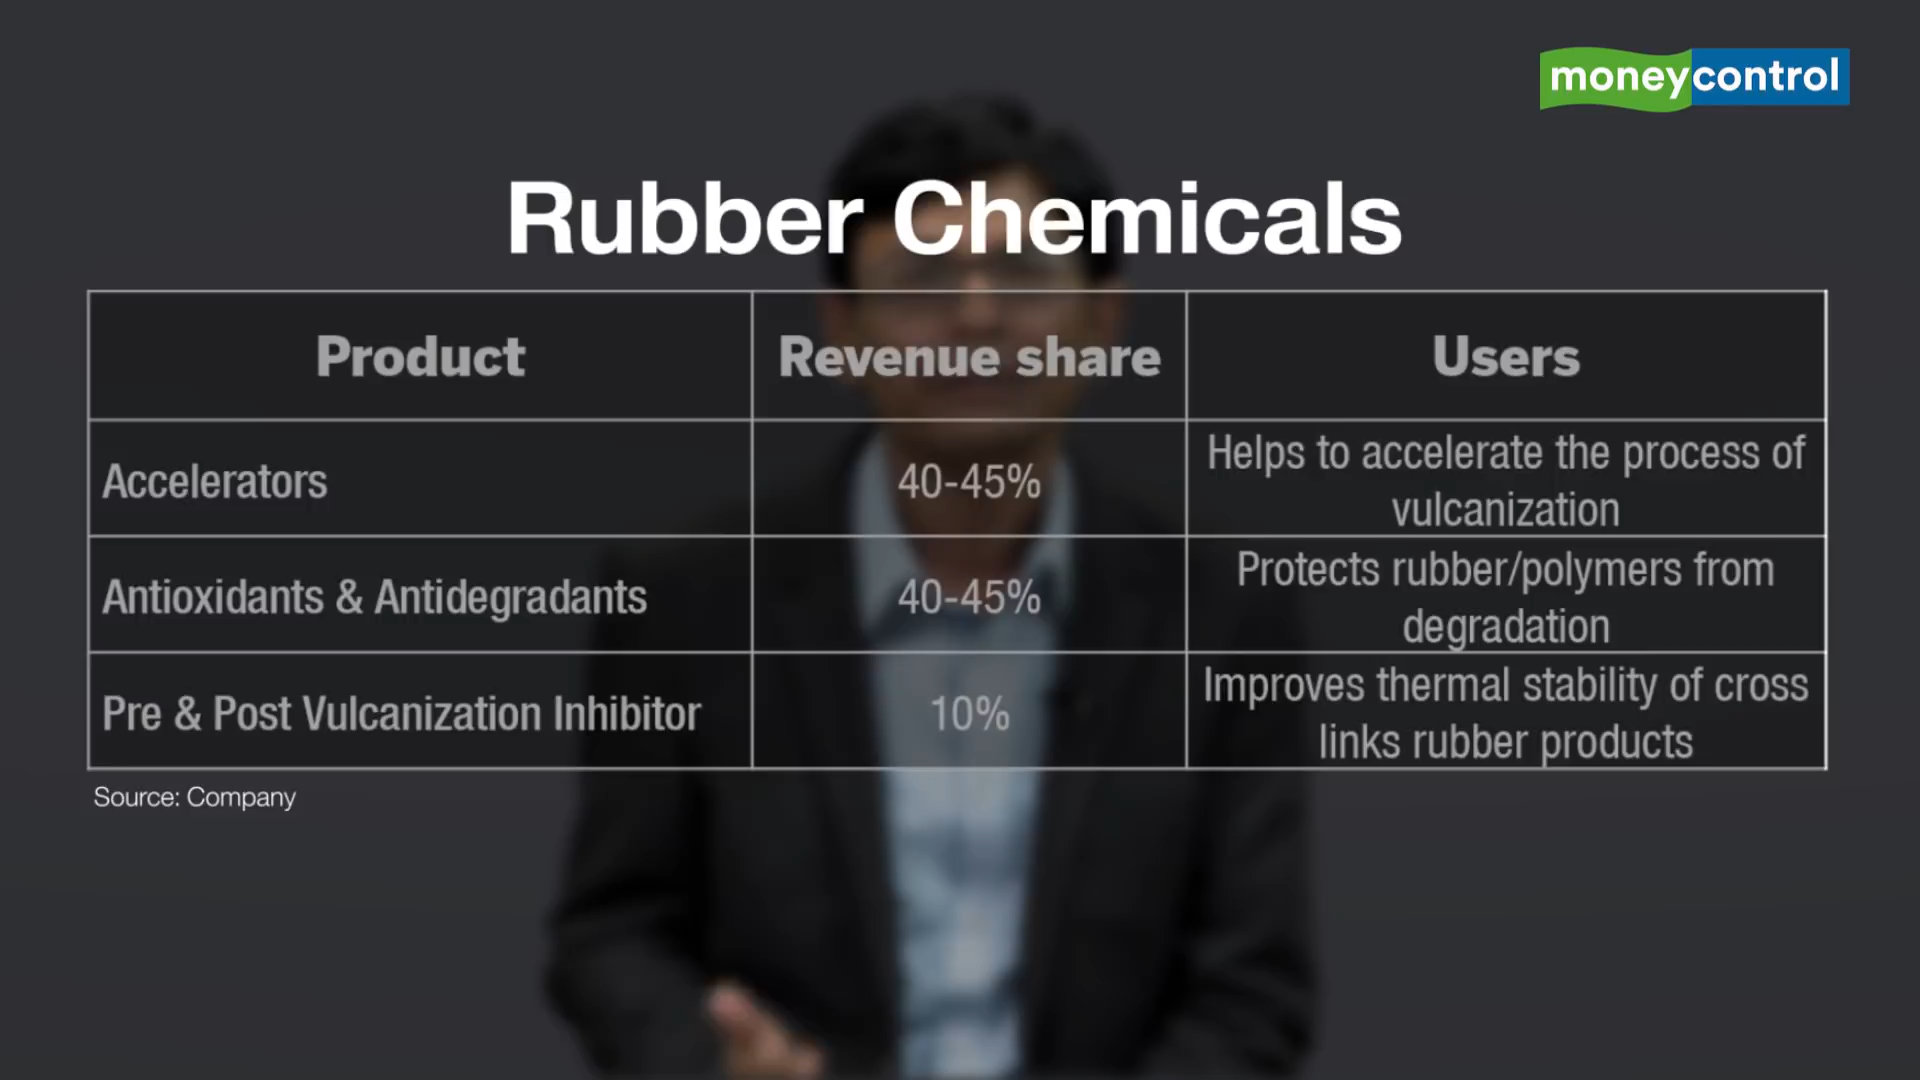 moneycontrol
Rubber Chemicals
Product Revenue share Users
Accelerators 40-45% Helps to accelerate the process of
vulcanization
Antioxidants & Antidegradants 40-45% Protects rubber/polymers from
degradation
Pre & Post Vulcanization Inhibitor 10% Improves thermal stability of cross
links rubber products
Source: Company